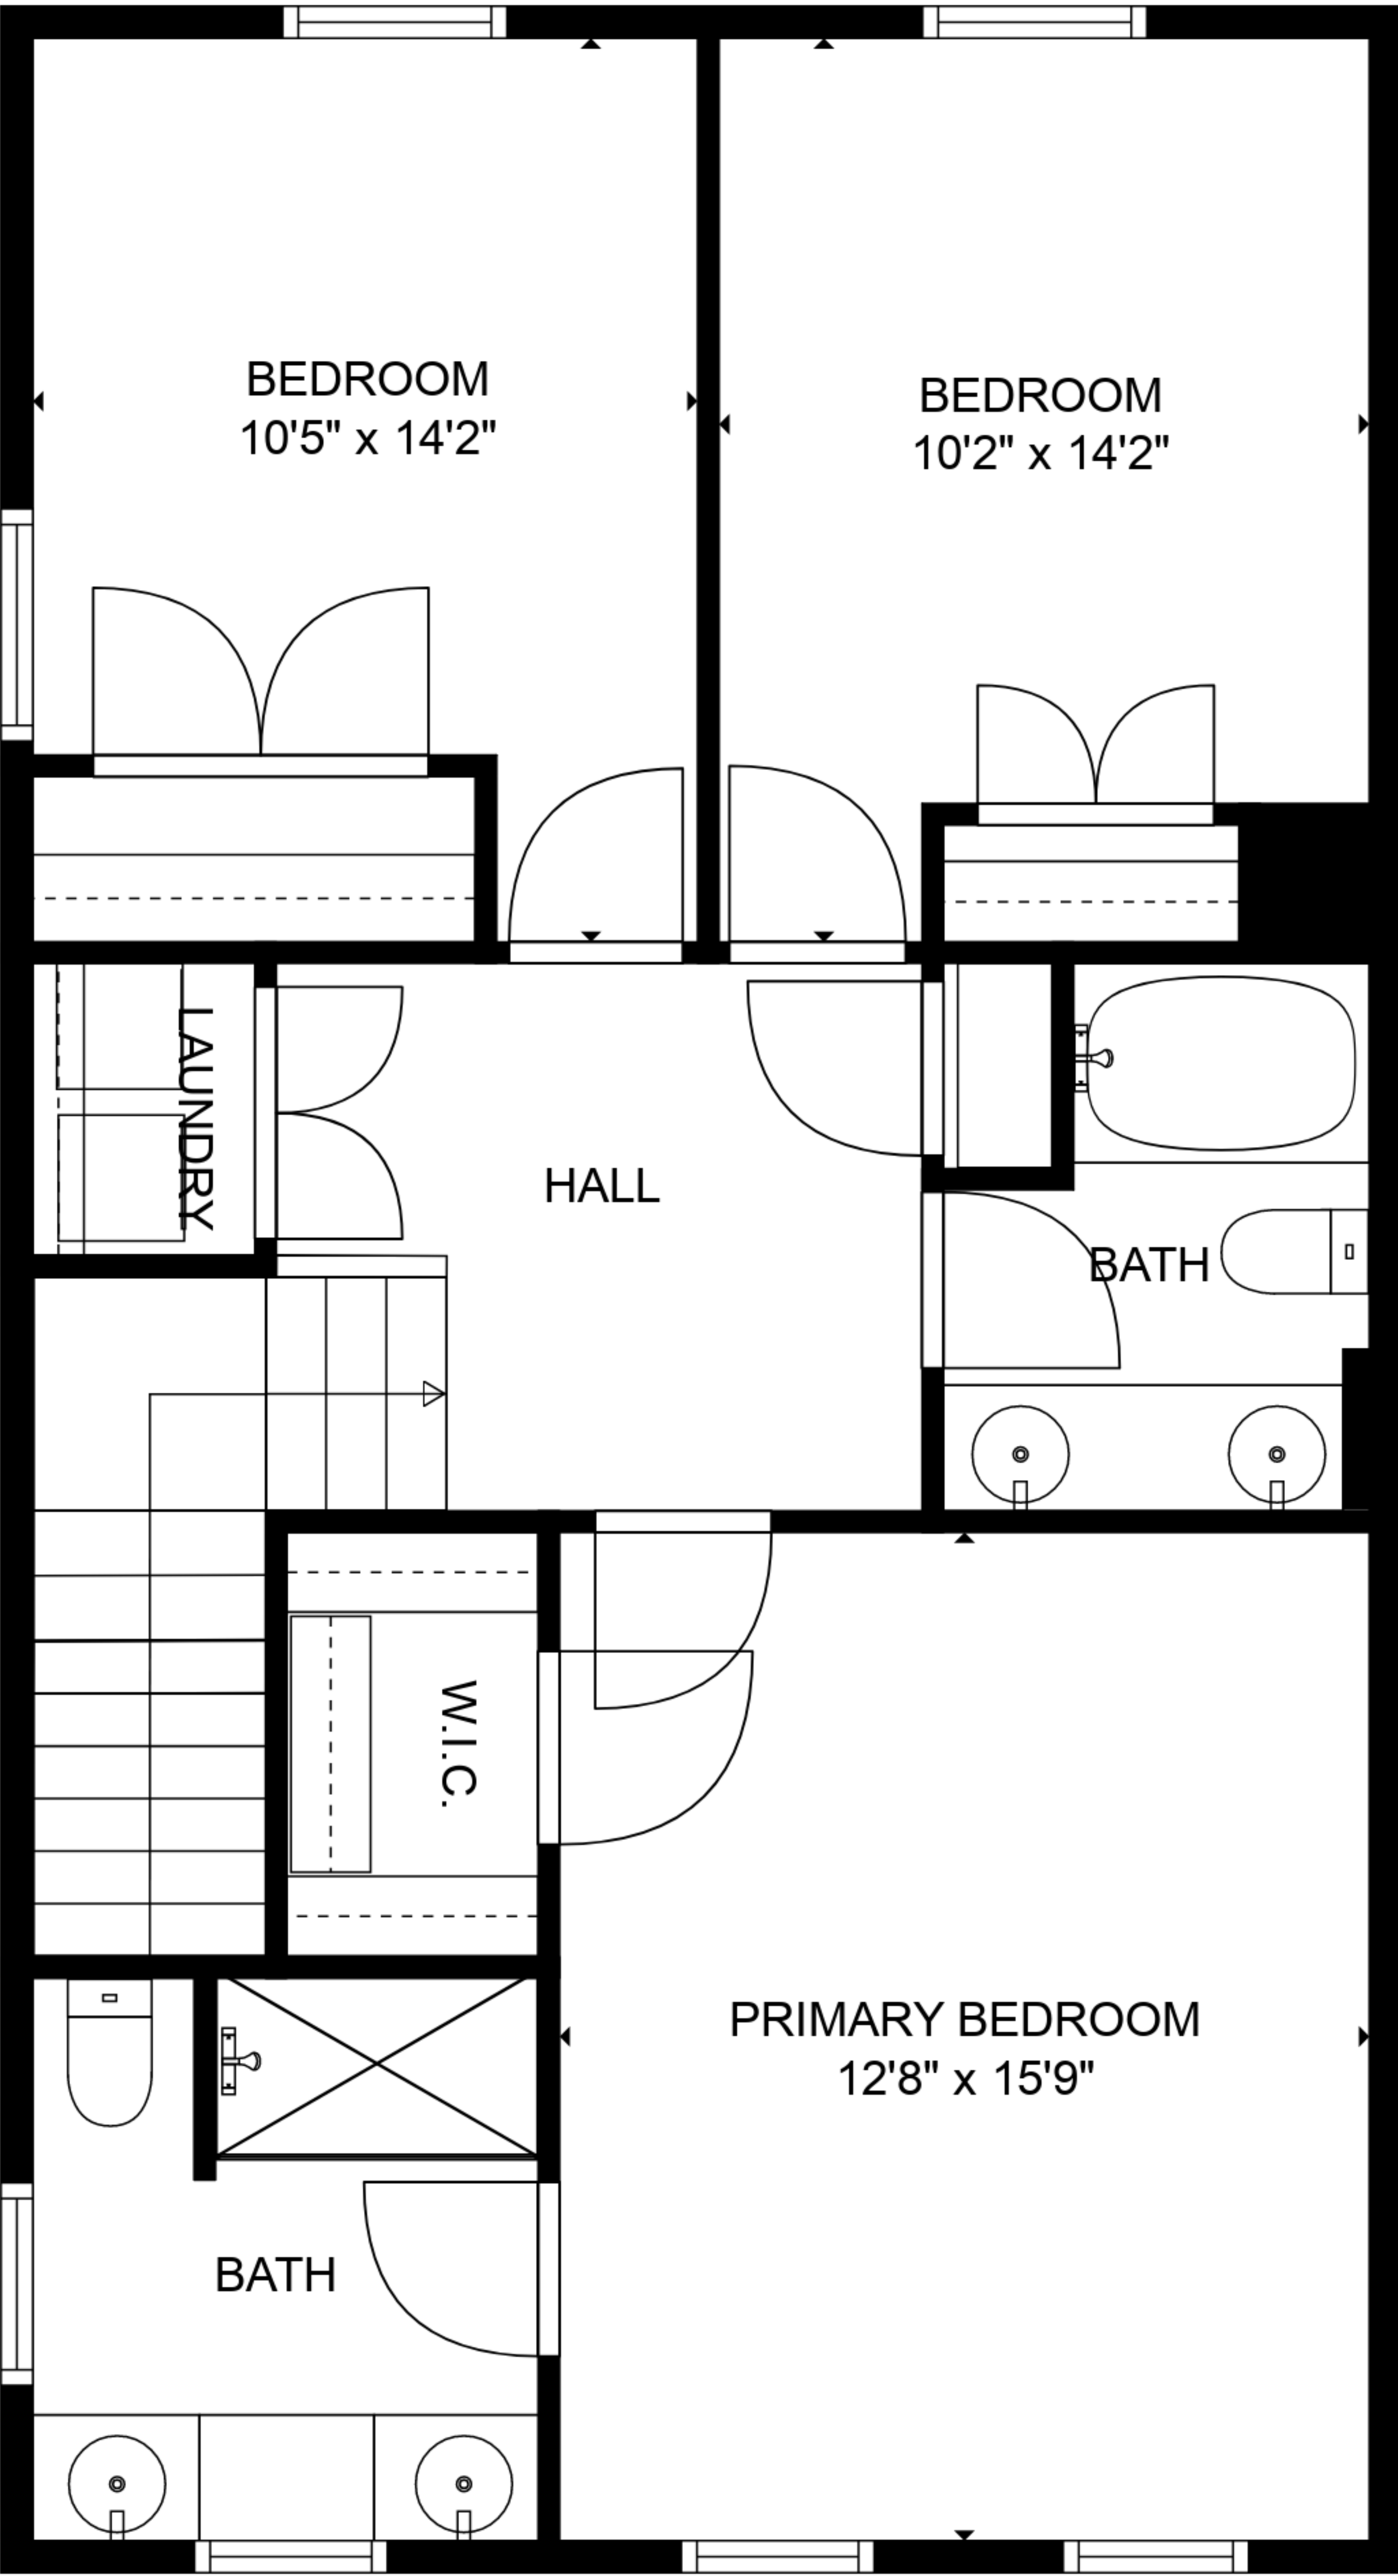 BEDROOM
10'5" x 14'2"
BEDROOM
10'2" x 14'2"
LAUNDRY
HALL
BATH
W.I.C.
PRIMARY BEDROOM
12'8" x 15'9"
BATH